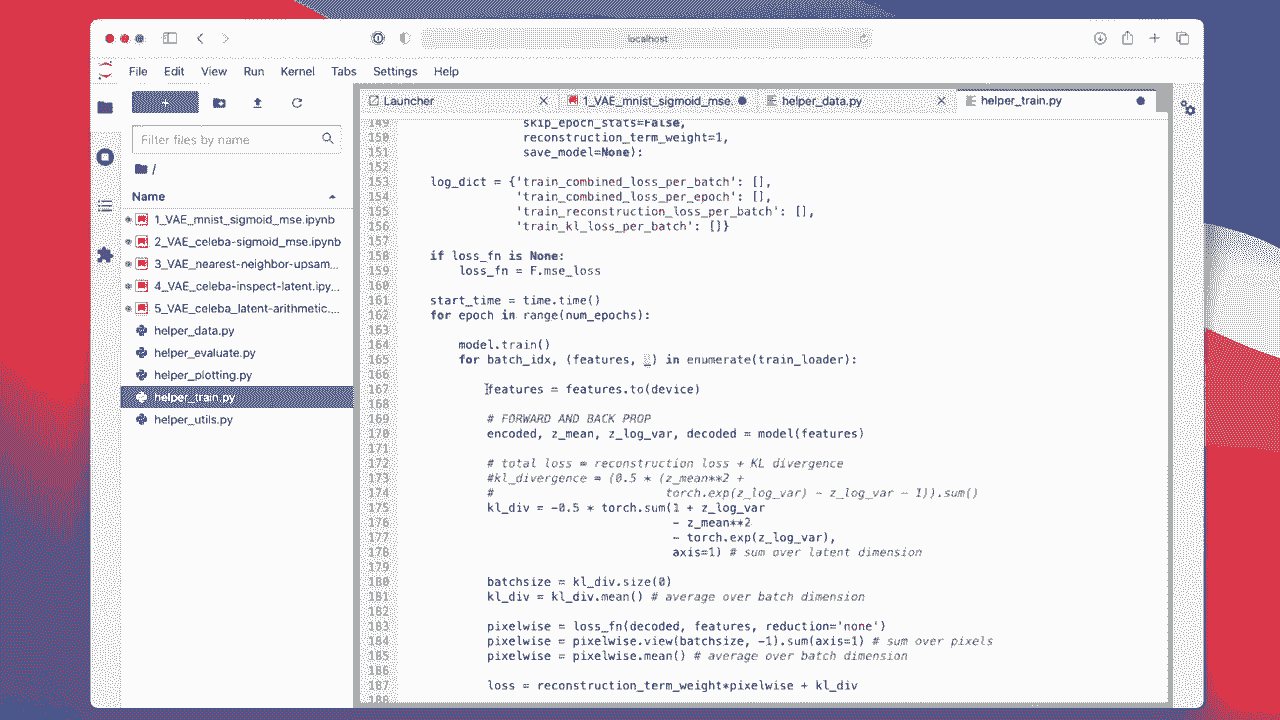 localhost
File Edit View Run Kernel Tabs Settings Help
+
Launcher
1_VAE_mnist_sigmoid_mse.
helper_data.py
helper_train.py
Filter files by name
/
Name
1_VAE_mnist_sigmoid_mse.ipynb
2_VAE_celeba-sigmoid_mse.ipynb
3_VAE_nearest-neighbor-upsam...
4_VAE_celeba-inspect-latent.ipy...
5_VAE_celeba_latent-arithmetic....
helper_data.py
helper_evaluate.py
helper_plotting.py
helper_train.py
helper_utils.py
149 skip_epoch_stats=False,
150 reconstruction_term_weight=1,
151 save_model=None):
152
153 log_dict = {'train_combined_loss_per_batch': [],
154 'train_combined_loss_per_epoch': [],
155 'train_reconstruction_loss_per_batch': [],
156 'train_kl_loss_per_batch': []}
157
158 if loss_fn is None:
159 loss_fn = F.mse_loss
160
161 start_time = time.time()
162 for epoch in range(num_epochs):
163
164 model.train()
165 for batch_idx, (features, _) in enumerate(train_loader):
166
167 features = features.to(device)
168
169 # FORWARD AND BACK PROP
170 encoded, z_mean, z_log_var, decoded = model(features)
171
172 # total loss = reconstruction loss + KL divergence
173 #kl_divergence = (0.5 * (z_mean**2 +
174 # torch.exp(z_log_var) - z_log_var - 1)).sum()
175 kl_div = -0.5 * torch.sum(1 + z_log_var
176 - z_mean**2
177 - torch.exp(z_log_var),
178 axis=1) # sum over latent dimension
179
180 batchsize = kl_div.size(0)
181 kl_div = kl_div.mean() # average over batch dimension
182
183 pixelwise = loss_fn(decoded, features, reduction='none')
184 pixelwise = pixelwise.view(batchsize, -1).sum(axis=1) # sum over pixels
185 pixelwise = pixelwise.mean() # average over batch dimension
186
187 loss = reconstruction_term_weight*pixelwise + kl_div
188